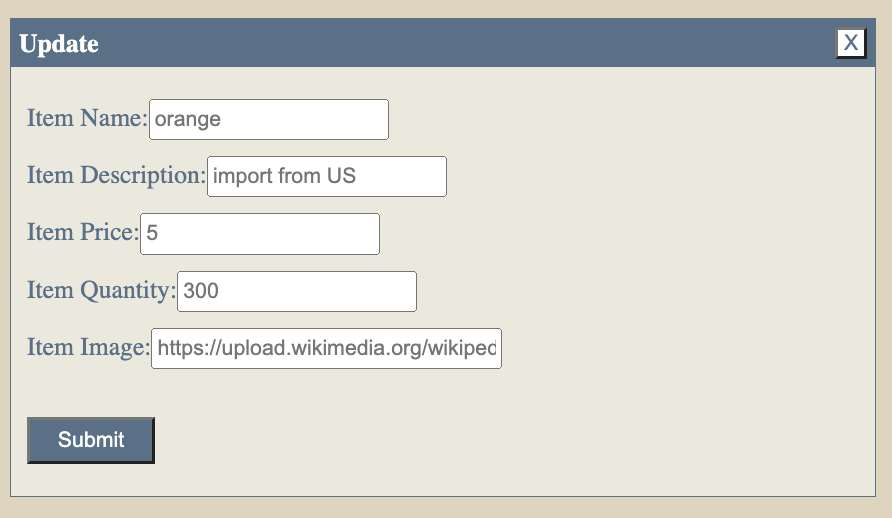 Update X
Item Name: orange
Item Description: import from US
Item Price: 5
Item Quantity: 300
Item Image: https://upload.wikimedia.org/wikiped
Submit